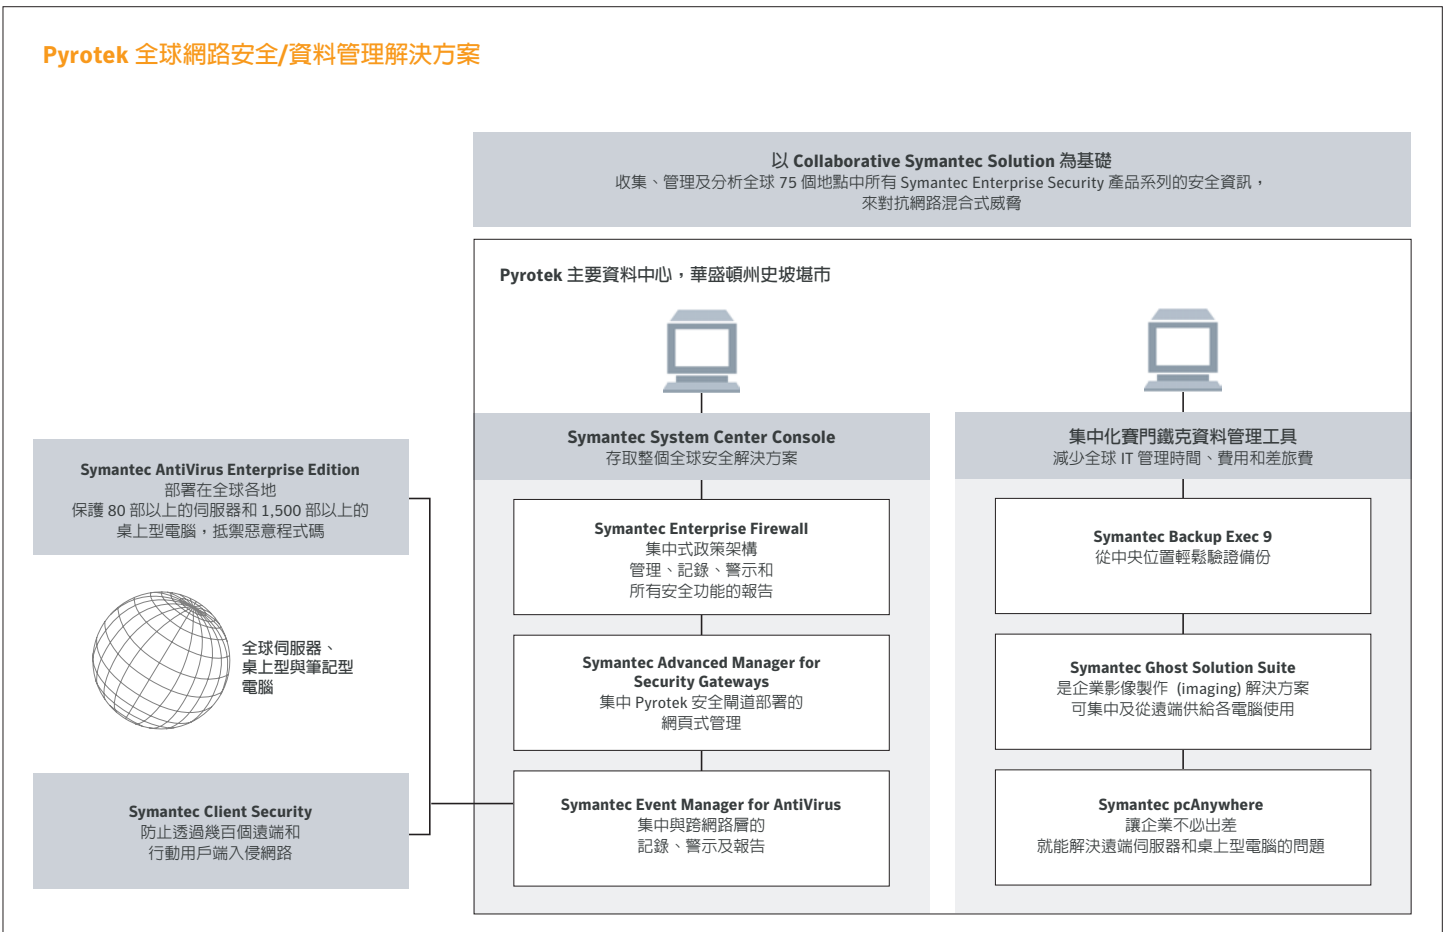 Pyrotek 全球網路安全/資料管理解決方案
以 Collaborative Symantec Solution 為基礎
收集、管理及分析全球 75 個地點中所有 Symantec Enterprise Security 產品系列的安全資訊，
來對抗網路混合式威脅
Pyrotek 主要資料中心，華盛頓州史坡堪市
Symantec System Center Console
存取整個全球安全解決方案
集中化賽門鐵克資料管理工具
減少全球 IT 管理時間、費用和差旅費
Symantec AntiVirus Enterprise Edition
部署在全球各地
保護 80 部以上的伺服器和 1,500 部以上的
桌上型電腦，抵禦惡意程式碼
Symantec Enterprise Firewall
集中式政策架構
管理、記錄、警示和
所有安全功能的報告
Symantec Backup Exec 9
從中央位置輕鬆驗證備份
全球伺服器、
桌上型與筆記型
電腦
Symantec Advanced Manager for
Security Gateways
集中 Pyrotek 安全閘道部署的
網頁式管理
Symantec Ghost Solution Suite
是企業影像製作 (imaging) 解決方案
可集中及從遠端供給各電腦使用
Symantec Client Security
防止透過幾百個遠端和
行動用戶端入侵網路
Symantec Event Manager for AntiVirus
集中與跨網路層的
記錄、警示及報告
Symantec pcAnywhere
讓企業不必出差
就能解決遠端伺服器和桌上型電腦的問題